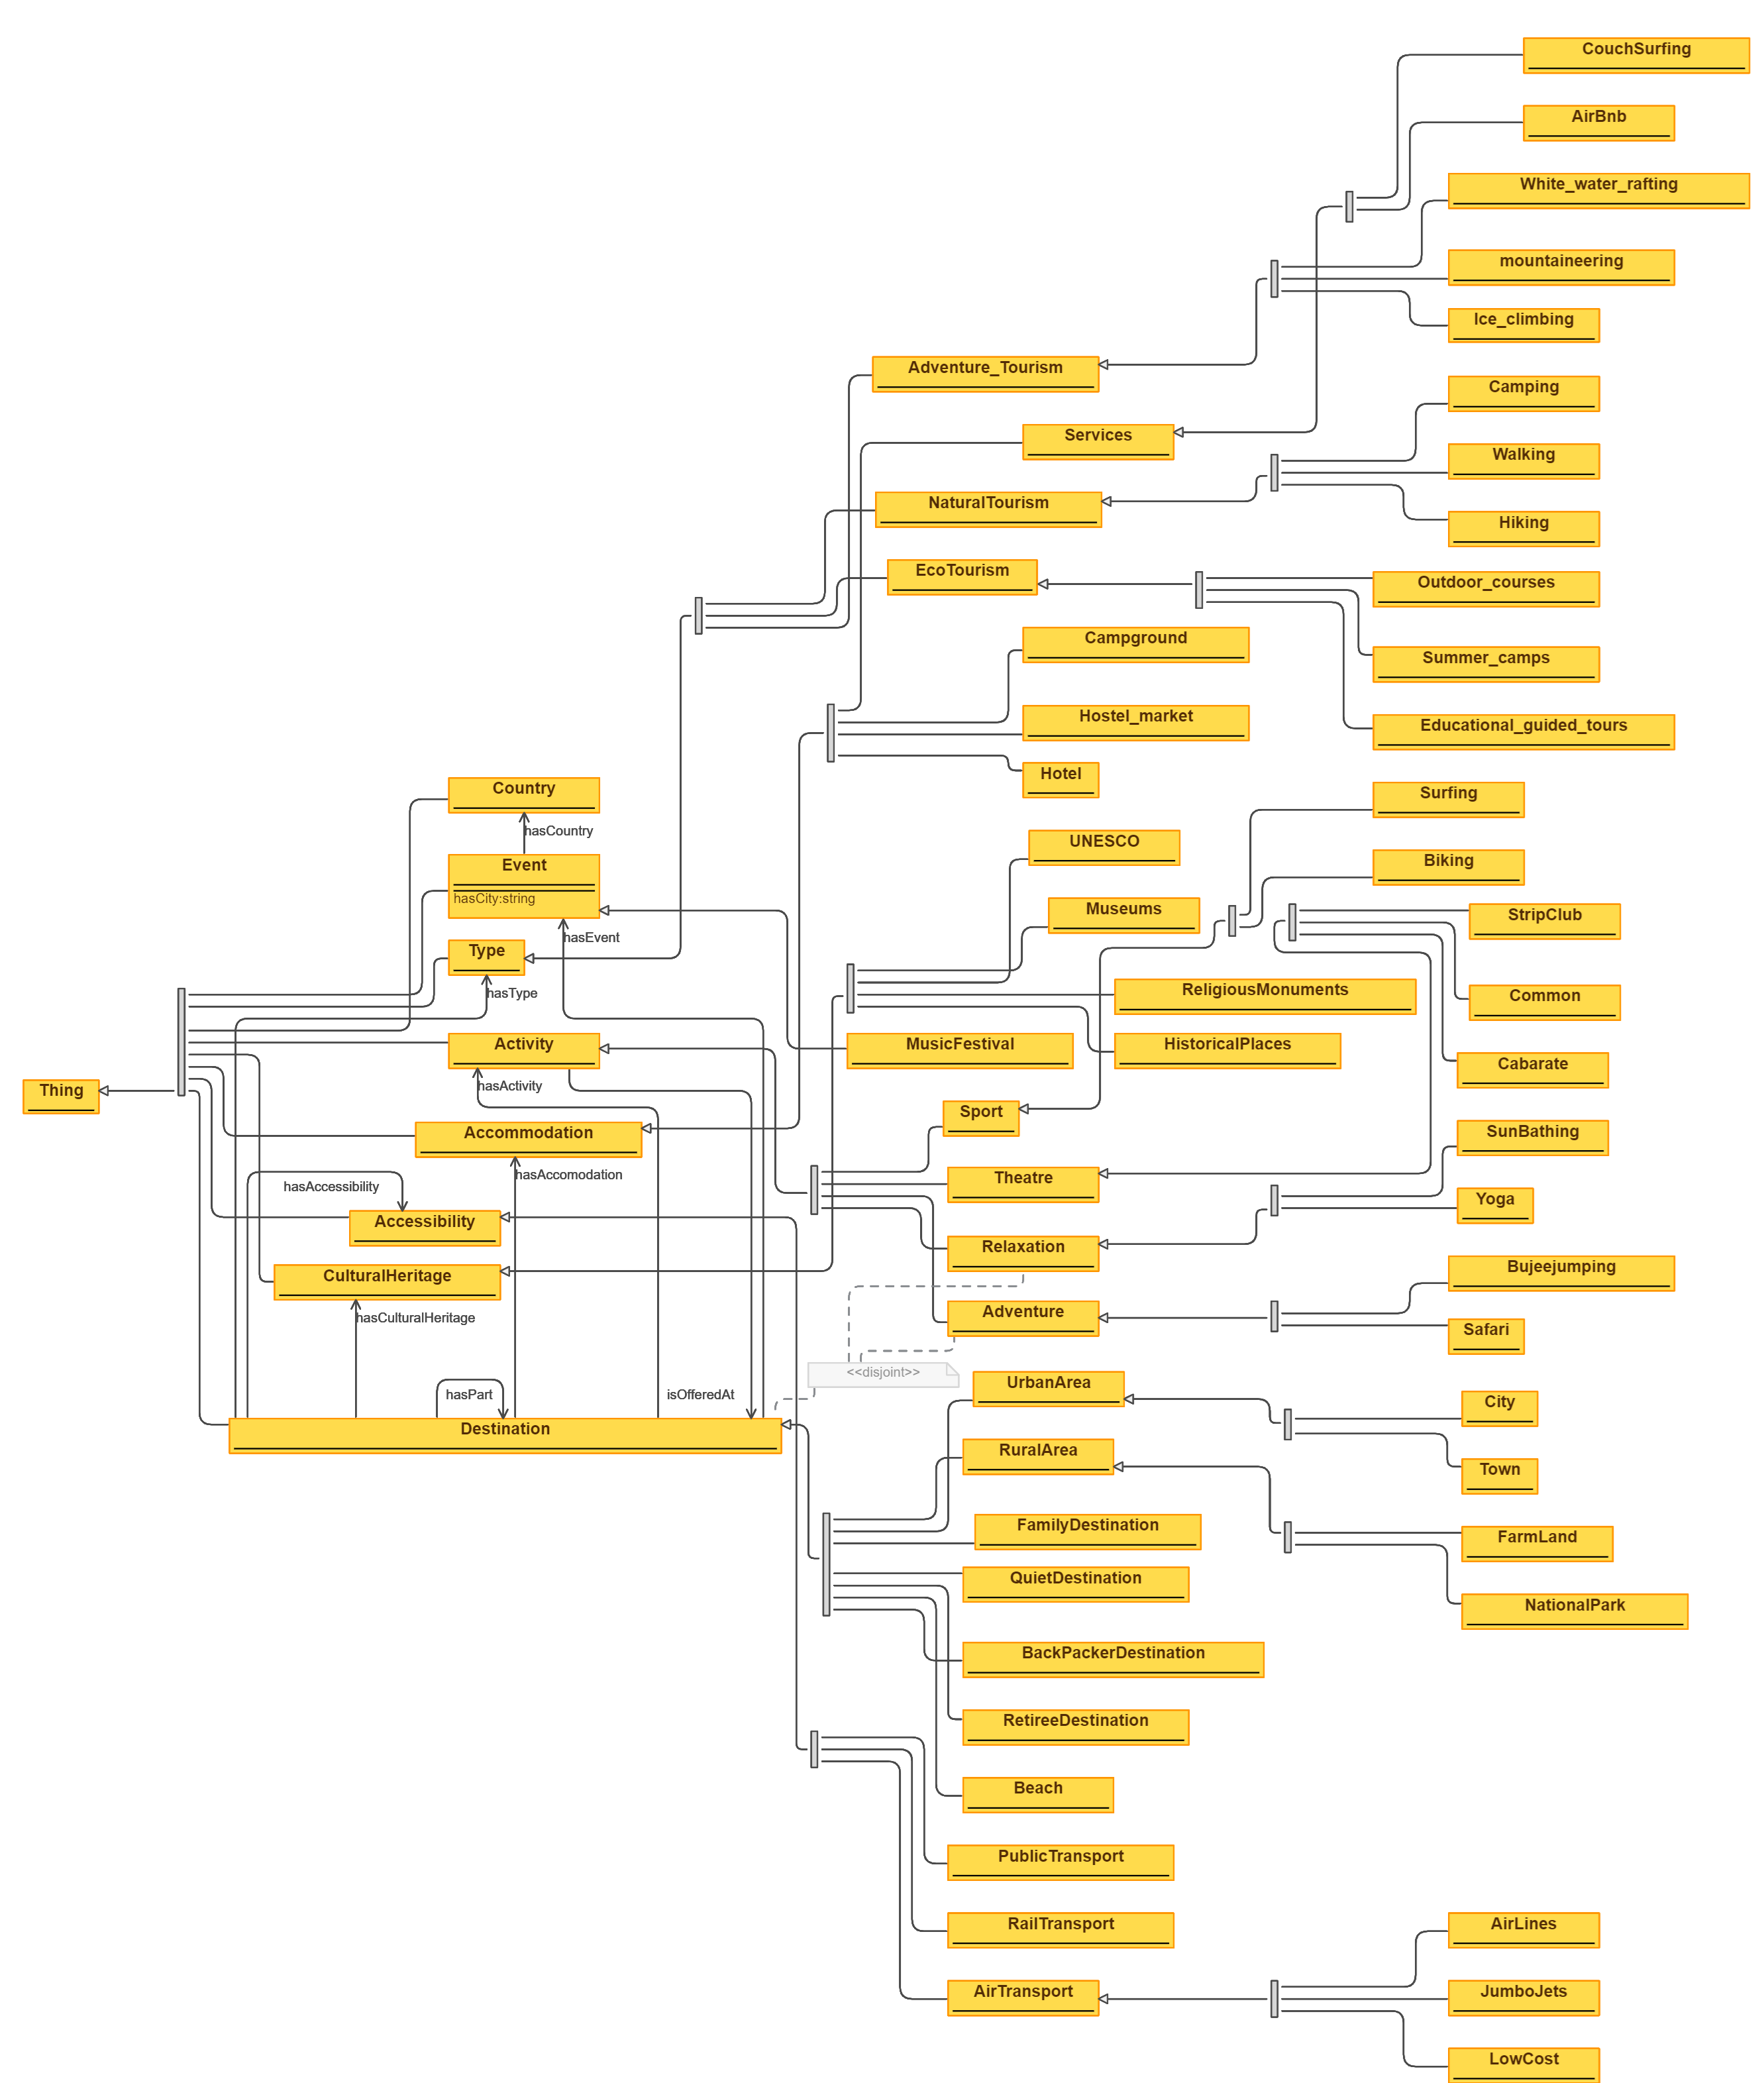 CouchSurfing
AirBnb
White_water_rafting
mountaineering
Ice_climbing
Adventure_Tourism
Camping
Services
Walking
NaturalTourism
Hiking
EcoTourism
Outdoor_courses
Campground
Summer_camps
Hostel_market
Educational_guided_tours
Hotel
Country
Surfing
hasCountry
UNESCO
Event
Biking
hasCity:string
Museums
StripClub
hasEvent
Type
hasType
ReligiousMonuments
Common
Activity
MusicFestival
HistoricalPlaces
Cabarate
hasActivity
Thing
Sport
Accommodation
SunBathing
hasAccomodation
hasAccessibility
Theatre
Yoga
Accessibility
Relaxation
CulturalHeritage
Bujeejumping
hasCulturalHeritage
Adventure
Safari
<<disjoint>>
UrbanArea
hasPart
isOfferedAt
City
Destination
RuralArea
Town
FamilyDestination
FarmLand
QuietDestination
NationalPark
BackPackerDestination
RetireeDestination
Beach
PublicTransport
RailTransport
AirLines
AirTransport
JumboJets
LowCost